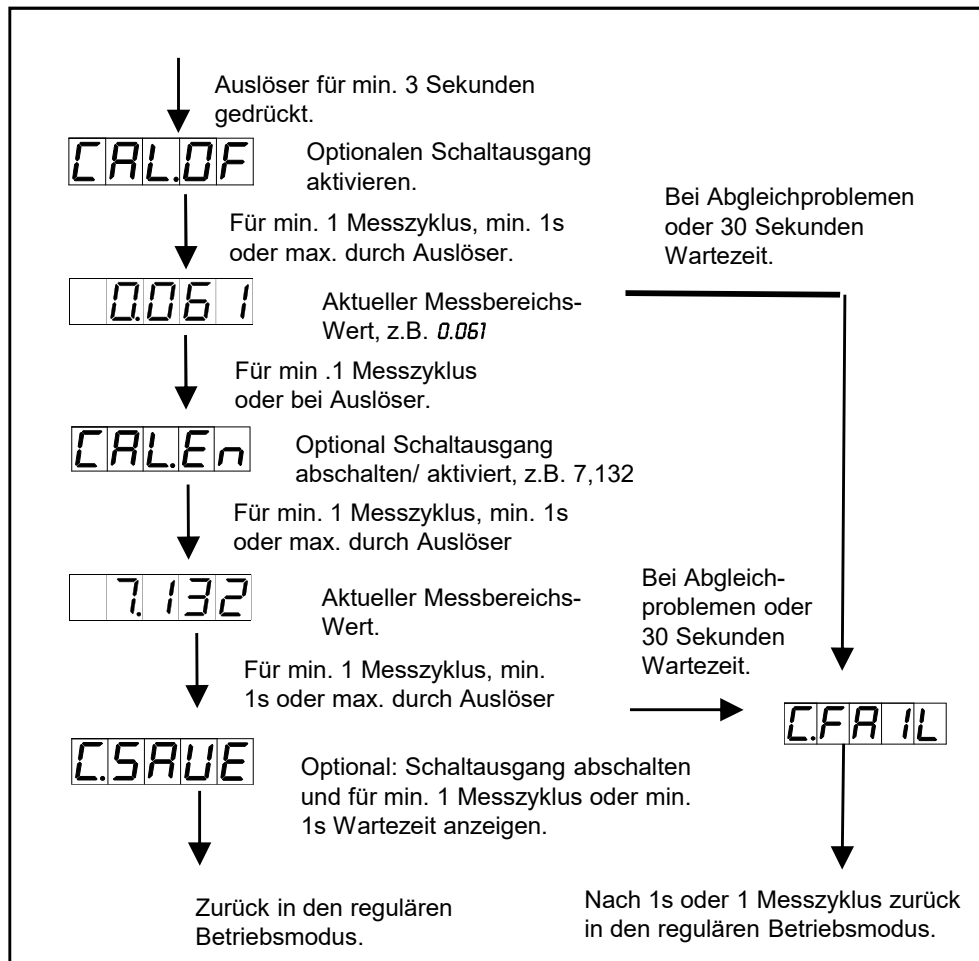 Auslöser für min. 3 Sekunden
gedrückt.
CAL.OF
Optionalen Schaltausgang
aktivieren.
Für min. 1 Messzyklus, min. 1s
oder max. durch Auslöser.
Bei Abgleichproblemen
oder 30 Sekunden
Wartezeit.
0.061
Aktueller Messbereichs-
Wert, z.B. 0.061
Für min .1 Messzyklus
oder bei Auslöser.
CAL.En
Optional Schaltausgang
abschalten/ aktiviert, z.B. 7,132
Für min. 1 Messzyklus, min. 1s
oder max. durch Auslöser
7.132
Aktueller Messbereichs-
Wert.
Bei Abgleich-
problemen oder
30 Sekunden
Wartezeit.
Für min. 1 Messzyklus, min.
1s oder max. durch Auslöser
C.FAIL
C.SAVE
Optional: Schaltausgang abschalten
und für min. 1 Messzyklus oder min.
1s Wartezeit anzeigen.
Zurück in den regulären
Betriebsmodus.
Nach 1s oder 1 Messzyklus zurück
in den regulären Betriebsmodus.